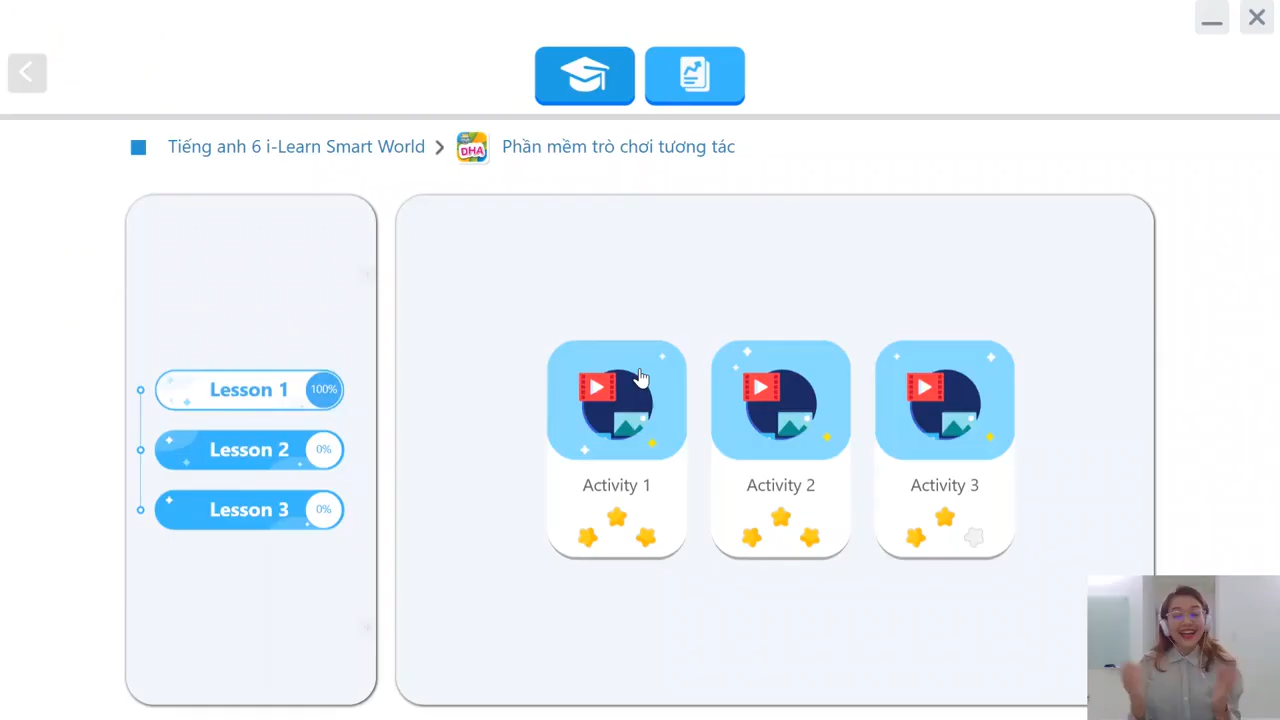 Tiếng anh 6 i-Learn Smart World
DHA
Phần mềm trò chơi tương tác
Lesson 1
100%
Lesson 2
0%
Lesson 3
0%
Activity 1
Activity 2
Activity 3